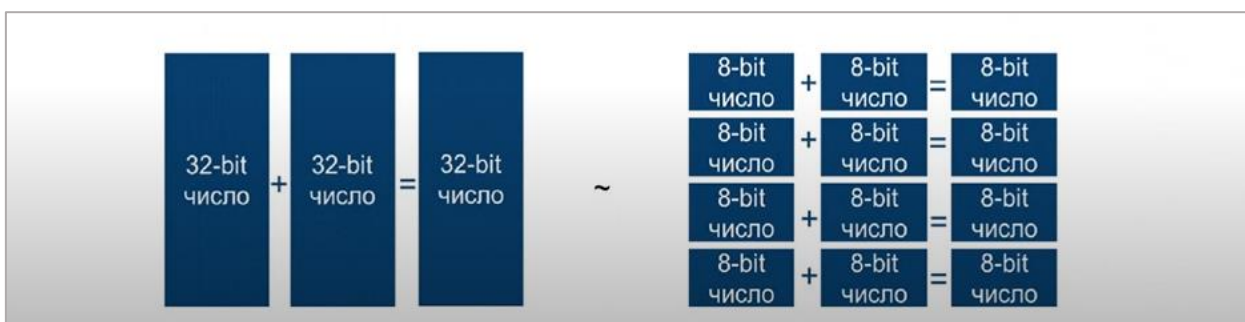 32-bit
число
+
32-bit
число
=
32-bit
число
~
8-bit
число
+
8-bit
число
=
8-bit
число
8-bit
число
+
8-bit
число
=
8-bit
число
8-bit
число
+
8-bit
число
=
8-bit
число
8-bit
число
+
8-bit
число
=
8-bit
число